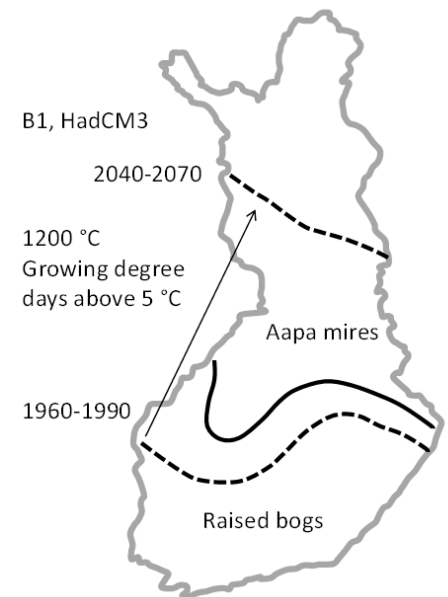 B1, HadCM3
2040-2070
1200 °C
Growing degree
days above 5 °C
Aapa mires
1960-1990
Raised bogs